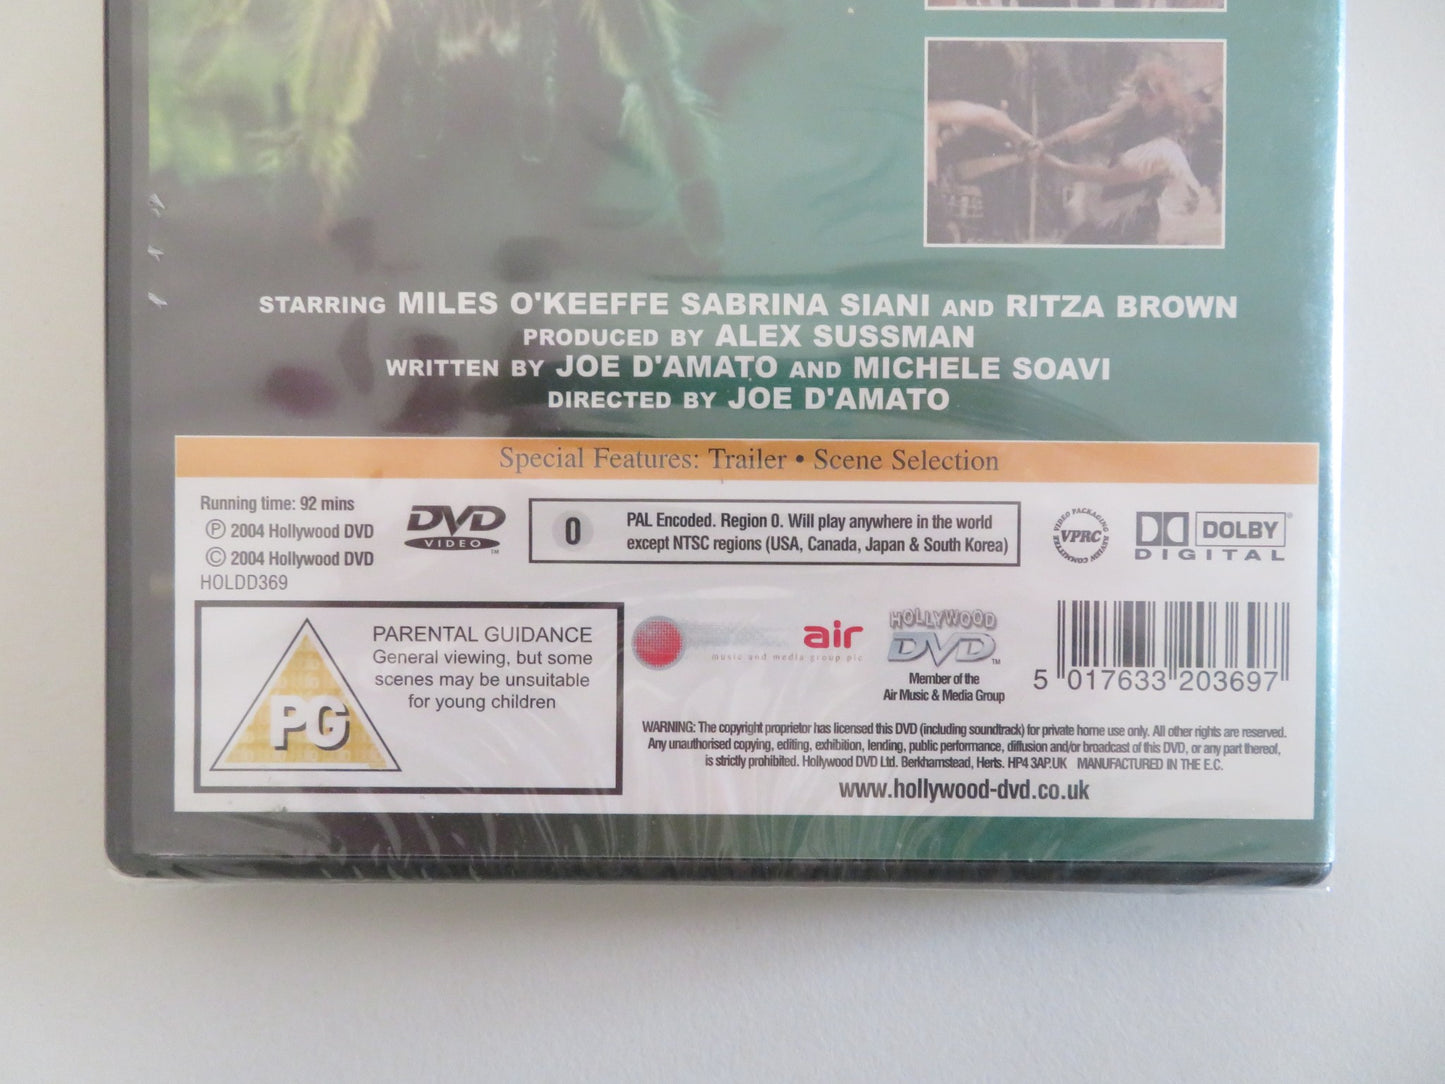 STARRING MILES O'KEEFFE SABRINA SIANI AND RITZA BROWN
PRODUCED BY ALEX SUSSMAN
WRITTEN BY JOE D'AMATO AND MICHELE SOAVI
DIRECTED BY JOE D'AMATO
Special Features: Trailer • Scene Selection
Running time: 92 mins
Ⓟ 2004 Hollywood DVD
© 2004 Hollywood DVD
HOLDD369
DVD
VIDEO™
0
PAL Encoded. Region 0. Will play anywhere in the world
except NTSC regions (USA, Canada, Japan & South Korea)
VIDEO PACKAGING
VPRC
REVIEW COMMITTEE
DOLBY®
DIGITAL
PG
PARENTAL GUIDANCE
General viewing, but some
scenes may be unsuitable
for young children
air
music and media group plc
HOLLYWOOD
DVD™
Member of the
Air Music & Media Group
5 017633 203697
WARNING: The copyright proprietor has licensed this DVD (including soundtrack) for private home use only. All other rights are reserved.
Any unauthorised copying, editing, exhibition, lending, public performance, diffusion and/or broadcast of this DVD, or any part thereof,
is strictly prohibited. Hollywood DVD Ltd. Berkhamstead, Herts. HP4 3AP.UK MANUFACTURED IN THE E.C.
www.hollywood-dvd.co.uk